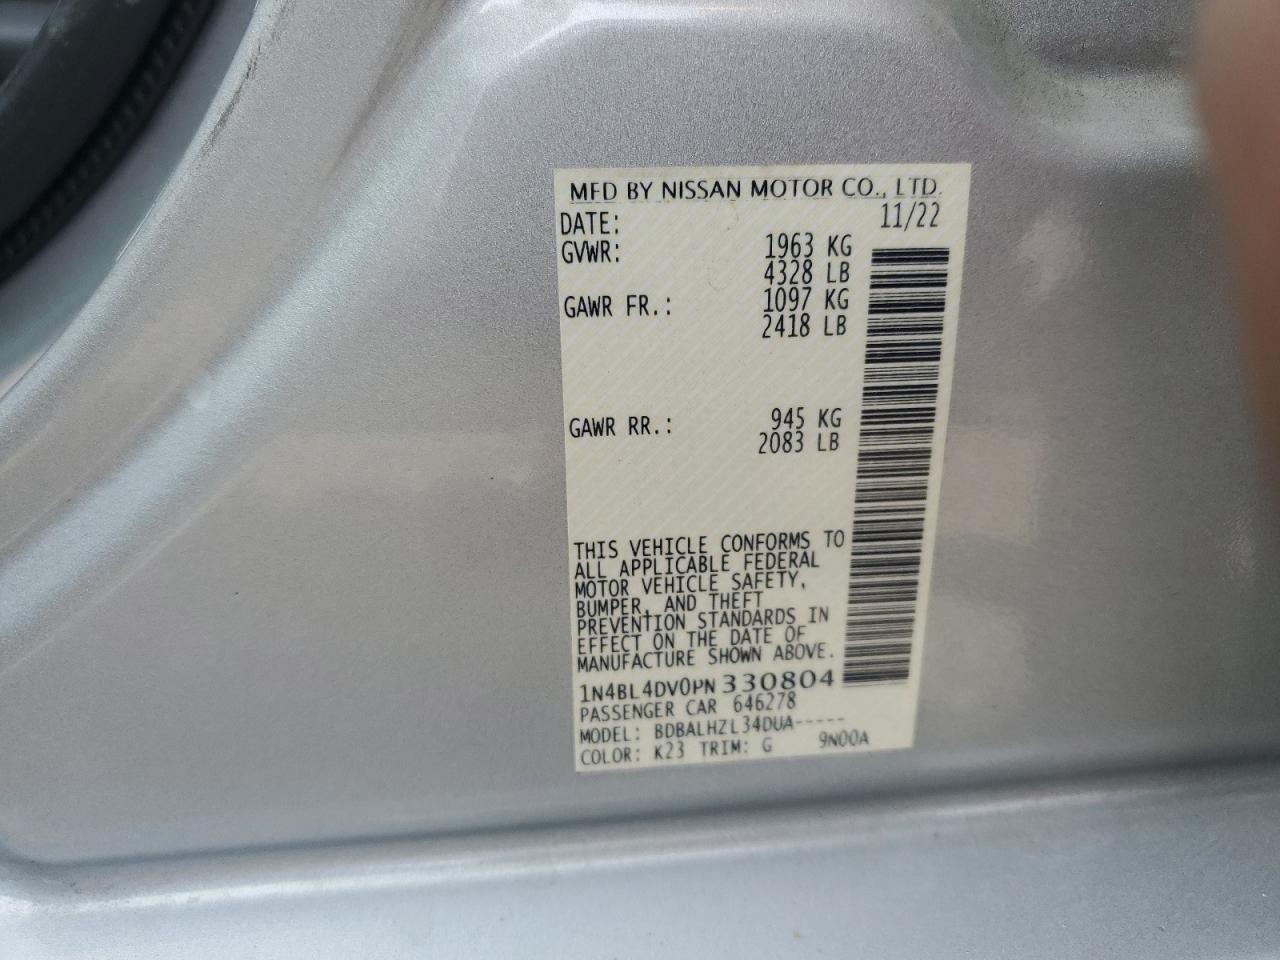 MFD BY NISSAN MOTOR CO., LTD.
DATE: 11/22
GVWR: 1963 KG
4328 LB
GAWR FR.: 1097 KG
2418 LB
GAWR RR.: 945 KG
2083 LB
THIS VEHICLE CONFORMS TO
ALL APPLICABLE FEDERAL
MOTOR VEHICLE SAFETY,
BUMPER, AND THEFT
PREVENTION STANDARDS IN
EFFECT ON THE DATE OF
MANUFACTURE SHOWN ABOVE.
1N4BL4DV0PN330804
PASSENGER CAR 646278
MODEL: BDBALHZL34DUA-----
COLOR: K23 TRIM: G 9N00A